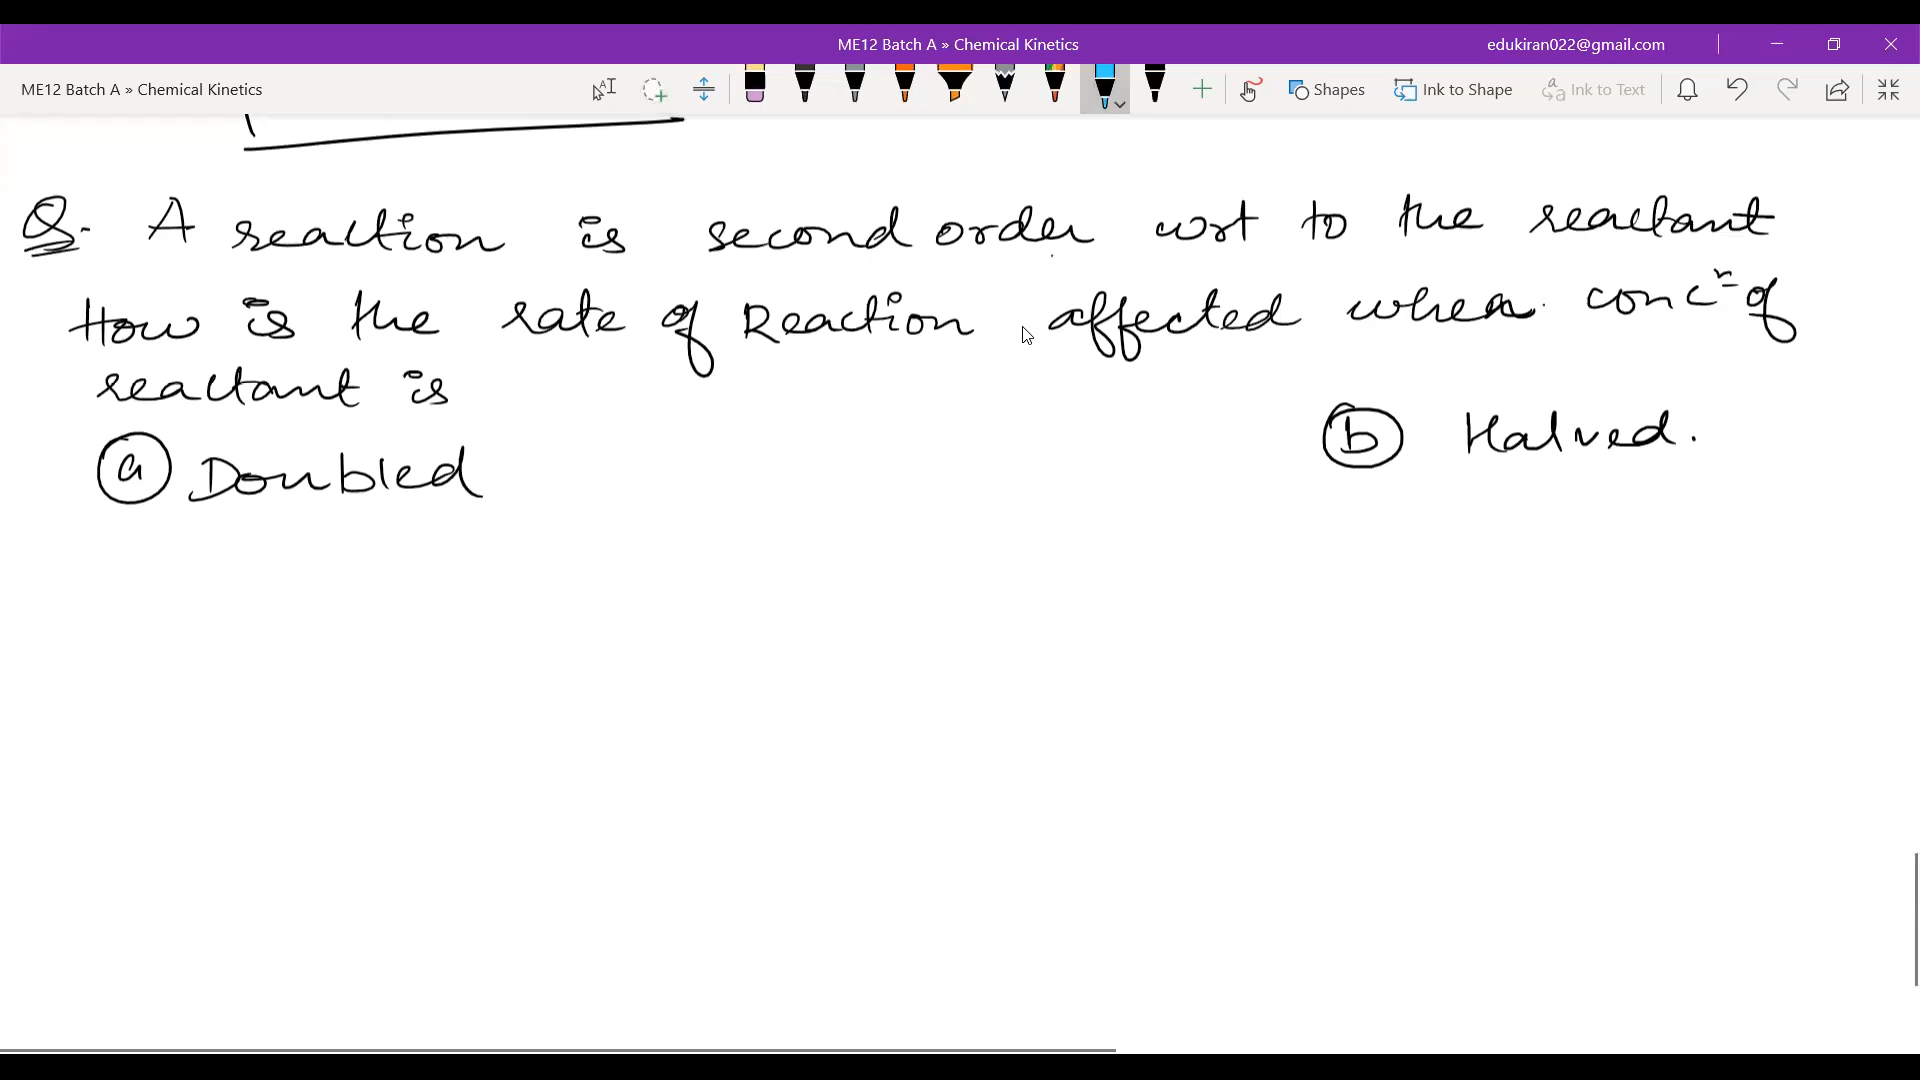 ME12 Batch A » Chemical Kinetics
edukiran022@gmail.com
ME12 Batch A » Chemical Kinetics
Shapes
Ink to Shape
Ink to Text
Q. A reaction is second order wrt to the reactant
How is the rate of Reaction affected when concⁿ of
reactant is
(a) Doubled
(b) Halved.